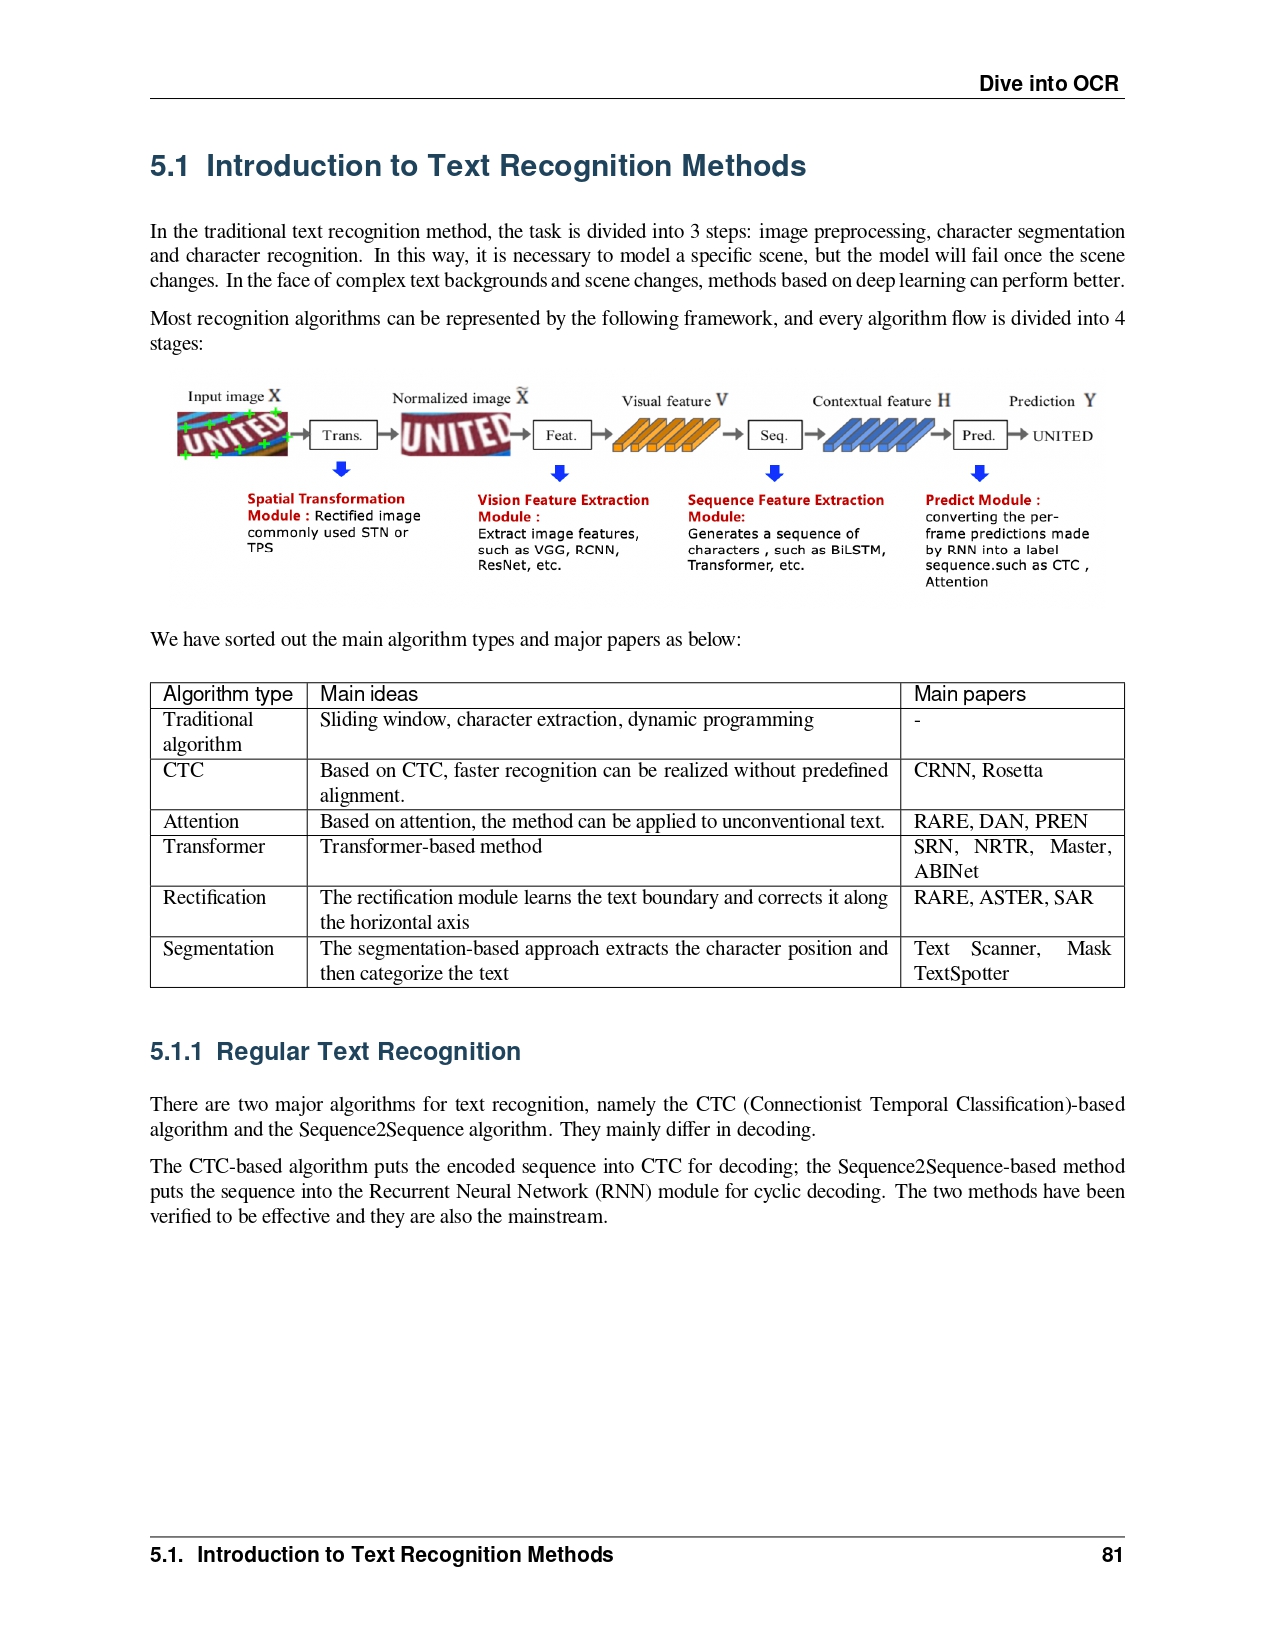 Dive into OCR
5.1 Introduction to Text Recognition Methods
In the traditional text recognition method, the task is divided into 3 steps: image preprocessing, character segmentation
and character recognition. In this way, it is necessary to model a specific scene, but the model will fail once the scene
changes. In the face of complex text backgrounds and scene changes, methods based on deep learning can perform better.
Most recognition algorithms can be represented by the following framework, and every algorithm flow is divided into 4
stages:
Input image X
Normalized image X̃
Visual feature V
Contextual feature H
Prediction Y
UNITED
Trans.
UNITED
Feat.
Seq.
Pred.
UNITED
Spatial Transformation
Module : Rectified image
commonly used STN or
TPS
Vision Feature Extraction
Module :
Extract image features,
such as VGG, RCNN,
ResNet, etc.
Sequence Feature Extraction
Module:
Generates a sequence of
characters , such as BiLSTM,
Transformer, etc.
Predict Module :
converting the per-
frame predictions made
by RNN into a label
sequence.such as CTC ,
Attention
We have sorted out the main algorithm types and major papers as below:
Algorithm type Main ideas Main papers
Traditional Sliding window, character extraction, dynamic programming -
algorithm
CTC Based on CTC, faster recognition can be realized without predefined CRNN, Rosetta
alignment.
Attention Based on attention, the method can be applied to unconventional text. RARE, DAN, PREN
Transformer Transformer-based method SRN, NRTR, Master,
ABINet
Rectification The rectification module learns the text boundary and corrects it along RARE, ASTER, SAR
the horizontal axis
Segmentation The segmentation-based approach extracts the character position and Text Scanner, Mask
then categorize the text TextSpotter
5.1.1 Regular Text Recognition
There are two major algorithms for text recognition, namely the CTC (Connectionist Temporal Classification)-based
algorithm and the Sequence2Sequence algorithm. They mainly differ in decoding.
The CTC-based algorithm puts the encoded sequence into CTC for decoding; the Sequence2Sequence-based method
puts the sequence into the Recurrent Neural Network (RNN) module for cyclic decoding. The two methods have been
verified to be effective and they are also the mainstream.
5.1. Introduction to Text Recognition Methods 81